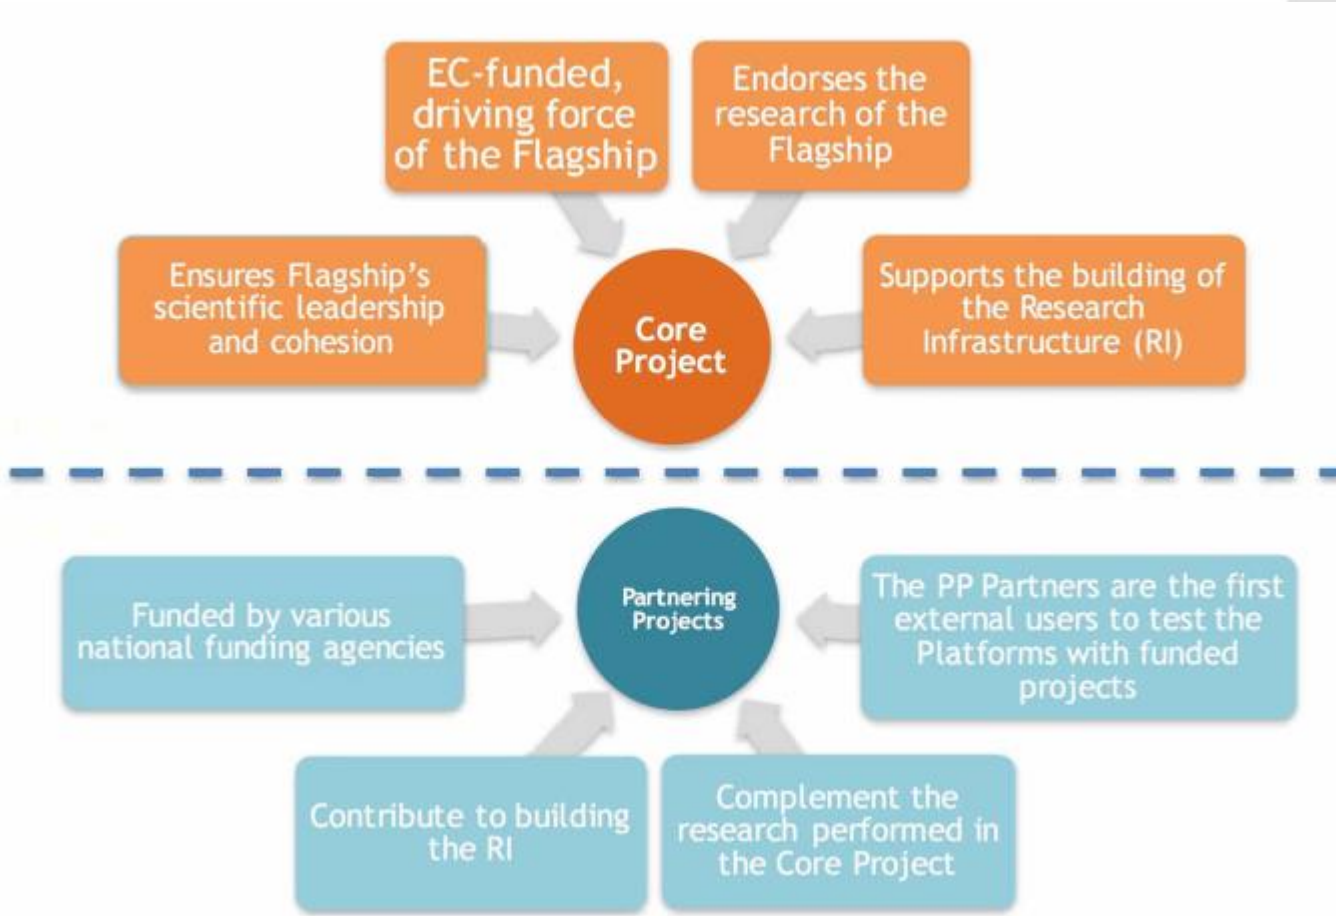 EC-funded,
driving force
of the Flagship
Endorses the
research of the
Flagship
Ensures Flagship's
scientific leadership
and cohesion
Core
Project
Supports the building of
the Research
Infrastructure (RI)
Funded by various
national funding agencies
Partnering
Projects
The PP Partners are the first
external users to test the
Platforms with funded
projects
Contribute to building
the RI
Complement the
research performed in
the Core Project